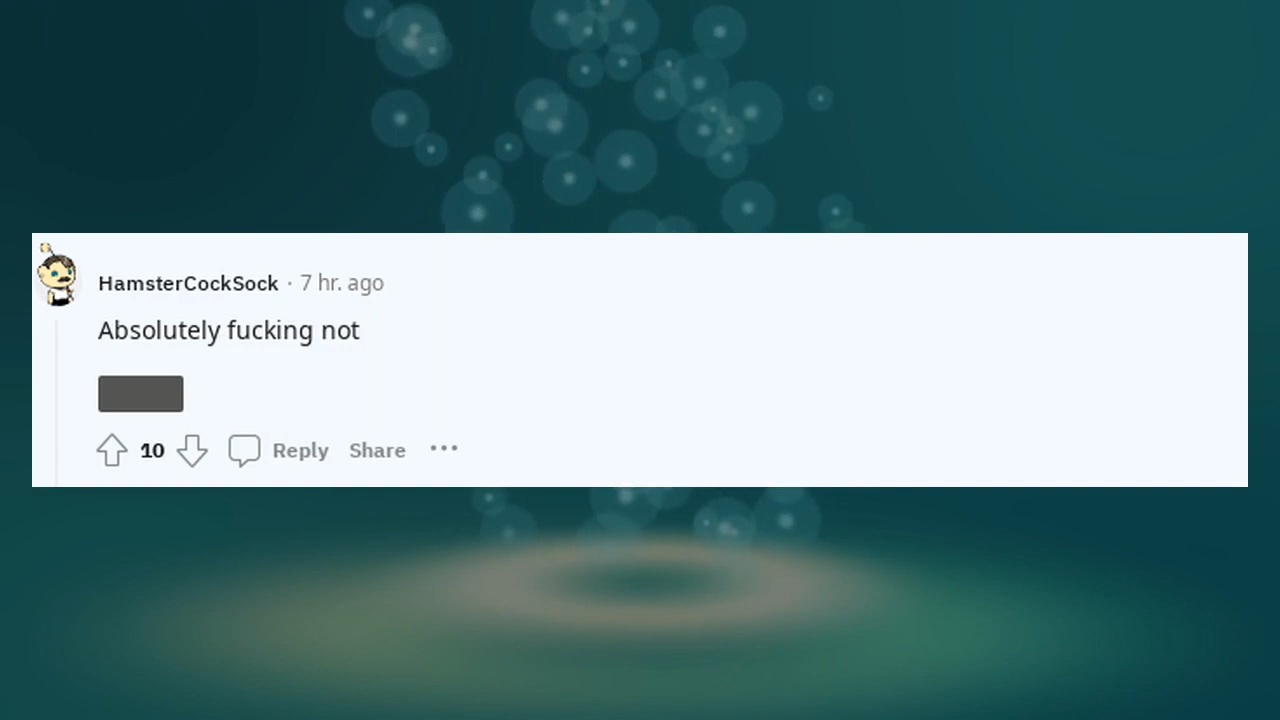 HamsterCockSock · 7 hr. ago
Absolutely fucking not
10 Reply Share ···